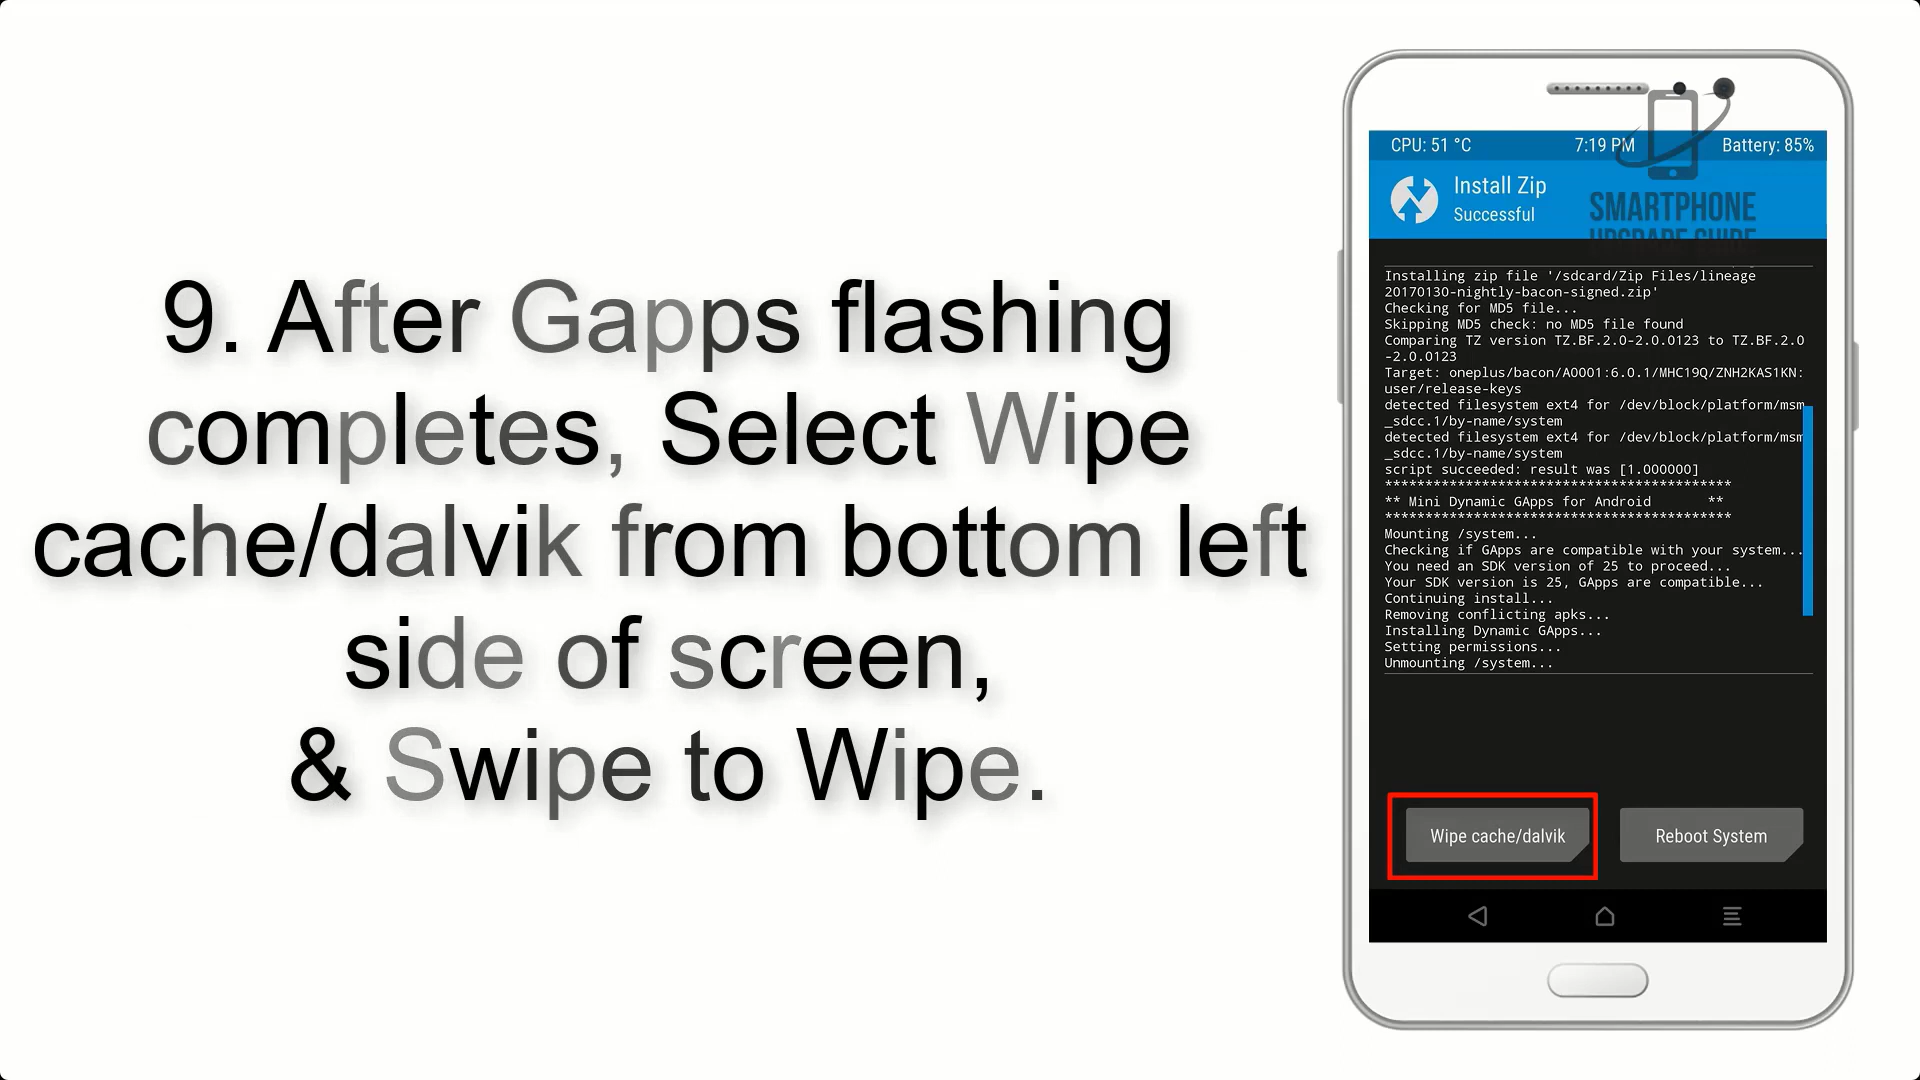 9. After Gapps flashing
completes, Select Wipe
cache/dalvik from bottom left
side of screen,
& Swipe to Wipe.
CPU: 51 °C 7:19 PM Battery: 85%
Install Zip
Successful
SMARTPHONE
UPGRADE GUIDE
Installing zip file '/sdcard/Zip Files/lineage
20170130-nightly-bacon-signed.zip'
Checking for MD5 file...
Skipping MD5 check: no MD5 file found
Comparing TZ version TZ.BF.2.0-2.0.0123 to TZ.BF.2.0
-2.0.0123
Target: oneplus/bacon/A0001:6.0.1/MHC19Q/ZNH2KAS1KN:
user/release-keys
detected filesystem ext4 for /dev/block/platform/msm
_sdcc.1/by-name/system
detected filesystem ext4 for /dev/block/platform/msm
_sdcc.1/by-name/system
script succeeded: result was [1.000000]
*******************************************
** Mini Dynamic GApps for Android **
*******************************************
Mounting /system...
Checking if GApps are compatible with your system...
You need an SDK version of 25 to proceed...
Your SDK version is 25, GApps are compatible...
Continuing install...
Removing conflicting apks...
Installing Dynamic GApps...
Setting permissions...
Unmounting /system...
Wipe cache/dalvik Reboot System